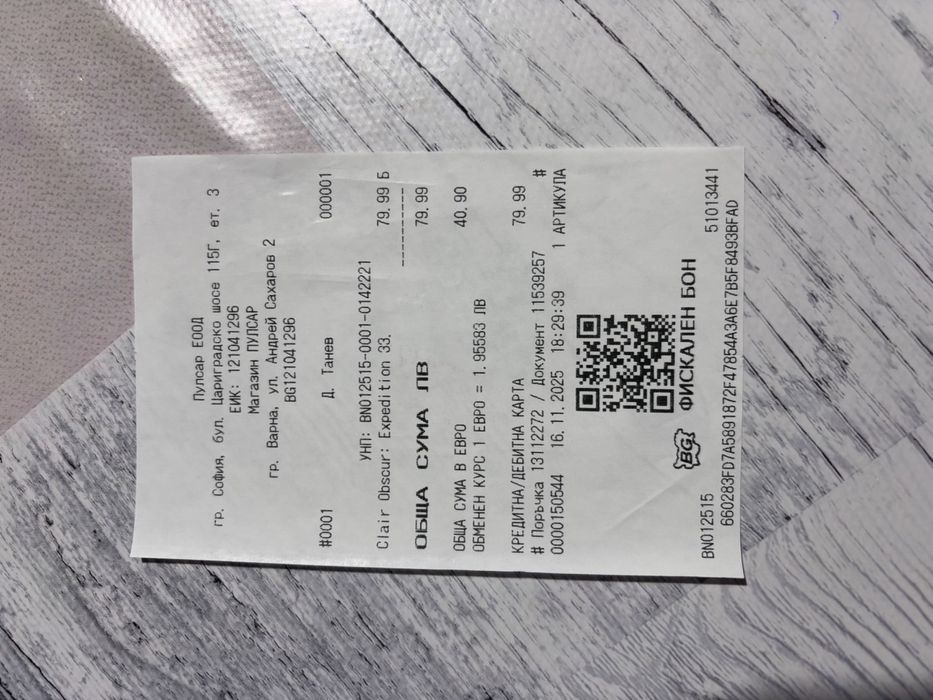 Пулсар ЕООД
гр. София, бул. Цариградско шосе 115Г, ет. 3
ЕИК: 121041296
Магазин ПУЛСАР
гр. Варна, ул. Андрей Сахаров 2
BG121041296
#0001 Д. Танев 000001
УНП: BN012515-0001-0142221
Clair Obscur: Expedition 33. 79.99 Б
----------
ОБЩА СУМА ЛВ 79.99
ОБЩА СУМА В ЕВРО 40.90
ОБМЕНЕН КУРС 1 ЕВРО = 1.95583 ЛВ
КРЕДИТНА/ДЕБИТНА КАРТА 79.99
# Поръчка 13112272 / Документ 11539257 #
0000150544 16.11.2025 18:29:39 1 АРТИКУЛА
BG! ФИСКАЛЕН БОН
BN012515 51013441
660283FD7A5891872F47854A3A6E7B5F8493BFAD